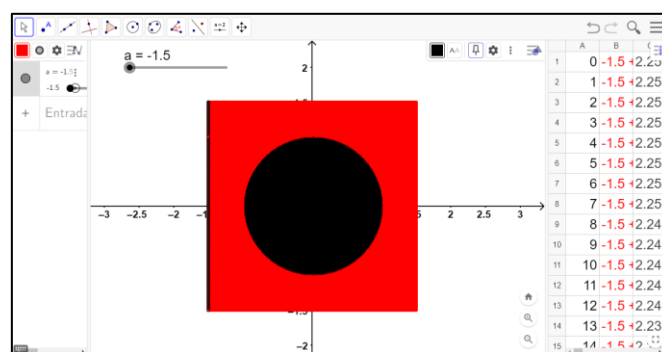 a = -1.5
-1.5
Entrada
a = -1.5
2
-3 -2.5 -2 2 2.5 3
-2
A B
1 0 -1.5 + 2.25
2 1 -1.5 + 2.25
3 2 -1.5 + 2.25
4 3 -1.5 + 2.25
5 4 -1.5 + 2.25
6 5 -1.5 + 2.25
7 6 -1.5 + 2.25
8 7 -1.5 + 2.25
9 8 -1.5 + 2.24
10 9 -1.5 + 2.24
11 10 -1.5 + 2.24
12 11 -1.5 + 2.24
13 12 -1.5 + 2.24
14 13 -1.5 + 2.23
15